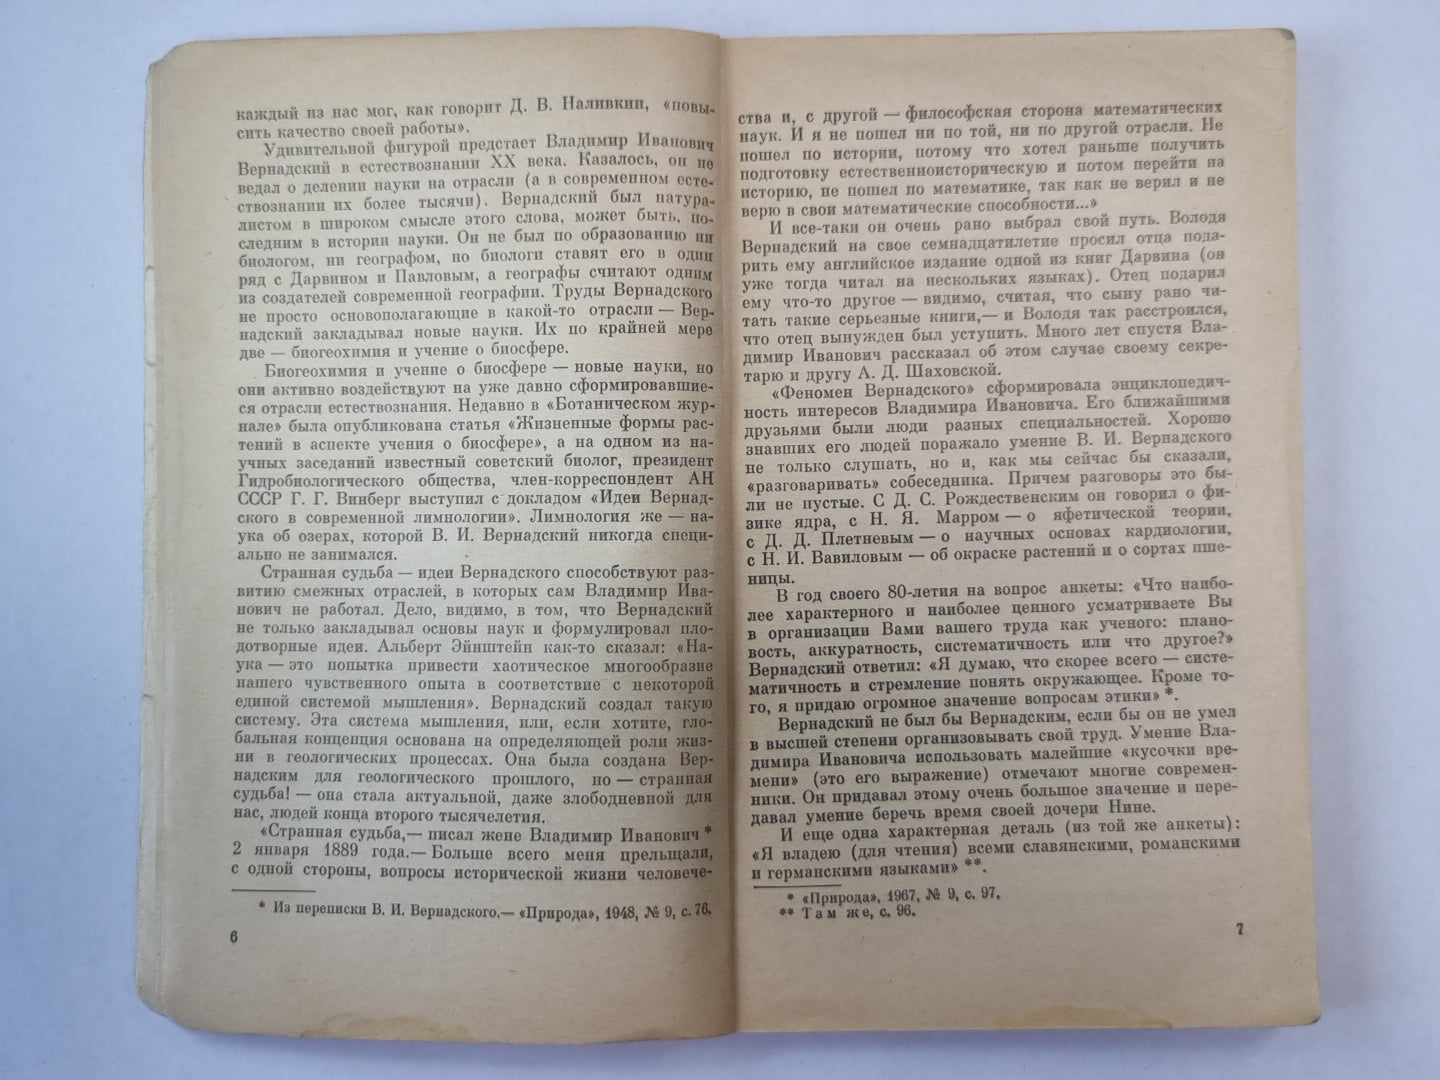 каждый из нас мог, как говорит Д. В. Наливкин, «повы-
сить качество своей работы».
Удивительной фигурой предстает Владимир Иванович
Вернадский в естествознании XX века. Казалось, он не
ведал о делении науки на отрасли (а в современном есте-
ствознании их более тысячи). Вернадский был натура-
листом в широком смысле этого слова, может быть, по-
следним в истории науки. Он не был по образованию ни
биологом, ни географом, но биологи ставят его в один
ряд с Дарвином и Павловым, а географы считают одним
из создателей современной географии. Труды Вернадского
не просто основополагающие в какой-то отрасли — Вер-
надский закладывал новые науки. Их по крайней мере
две — биогеохимия и учение о биосфере.
Биогеохимия и учение о биосфере — новые науки, но
они активно воздействуют на уже давно сформировавшие-
ся отрасли естествознания. Недавно в «Ботаническом жур-
нале» была опубликована статья «Жизненные формы рас-
тений в аспекте учения о биосфере», а на одном из на-
учных заседаний известный советский биолог, президент
Гидробиологического общества, член-корреспондент АН
СССР Г. Г. Винберг выступил с докладом «Идеи Вернад-
ского в современной лимнологии». Лимнология же — на-
ука об озерах, которой В. И. Вернадский никогда специ-
ально не занимался.
Странная судьба — идеи Вернадского способствуют раз-
витию смежных отраслей, в которых сам Владимир Ива-
нович не работал. Дело, видимо, в том, что Вернадский
не только закладывал основы наук и формулировал пло-
дотворные идеи. Альберт Эйнштейн как-то сказал: «На-
ука — это попытка привести хаотическое многообразие
нашего чувственного опыта в соответствие с некоторой
единой системой мышления». Вернадский создал такую
систему. Эта система мышления, или, если хотите, гло-
бальная концепция основана на определяющей роли жиз-
ни в геологических процессах. Она была создана Вер-
надским для геологического прошлого, но — странная
судьба! — она стала актуальной, даже злободневной для
нас, людей конца второго тысячелетия.
«Странная судьба,— писал жене Владимир Иванович *
2 января 1889 года.— Больше всего меня прельщали,
с одной стороны, вопросы исторической жизни человече-
* Из переписки В. И. Вернадского.— «Природа», 1948, № 9, с. 76.
6
ства и, с другой — философская сторона математических
наук. И я не пошел ни по той, ни по другой отрасли. Не
пошел по истории, потому что хотел раньше получить
подготовку естественноисторическую и потом перейти на
историю, не пошел по математике, так как не верил и не
верю в свои математические способности...»
И все-таки он очень рано выбрал свой путь. Володя
Вернадский на свое семнадцатилетие просил отца пода-
рить ему английское издание одной из книг Дарвина (он
уже тогда читал на нескольких языках). Отец подарил
ему что-то другое — видимо, считая, что сыну рано чи-
тать такие серьезные книги,— и Володя так расстроился,
что отец вынужден был уступить. Много лет спустя Вла-
димир Иванович рассказал об этом случае своему секре-
тарю и другу А. Д. Шаховской.
«Феномен Вернадского» сформировала энциклопедич-
ность интересов Владимира Ивановича. Его ближайшими
друзьями были люди разных специальностей. Хорошо
знавших его людей поражало умение В. И. Вернадского
не только слушать, но и, как мы сейчас бы сказали,
«разговаривать» собеседника. Причем разговоры это бы-
ли не пустые. С Д. С. Рождественским он говорил о фи-
зике ядра, с Н. Я. Марром — о яфетической теории,
с Д. Д. Плетневым — о научных основах кардиологии,
с Н. И. Вавиловым — об окраске растений и о сортах пше-
ницы.
В год своего 80-летия на вопрос анкеты: «Что наибо-
лее характерного и наиболее ценного усматриваете Вы
в организации Вами вашего труда как ученого: плано-
вость, аккуратность, систематичность или что другое?»
Вернадский ответил: «Я думаю, что скорее всего — систе-
матичность и стремление понять окружающее. Кроме то-
го, я придаю огромное значение вопросам этики» *.
Вернадский не был бы Вернадским, если бы он не умел
в высшей степени организовывать свой труд. Умение Вла-
димира Ивановича использовать малейшие «кусочки вре-
мени» (это его выражение) отмечают многие современ-
ники. Он придавал этому очень большое значение и пере-
давал умение беречь время своей дочери Нине.
И еще одна характерная деталь (из той же анкеты):
«Я владею (для чтения) всеми славянскими, романскими
и германскими языками» **.
* «Природа», 1967, № 9, с. 97.
** Там же, с. 96.
7